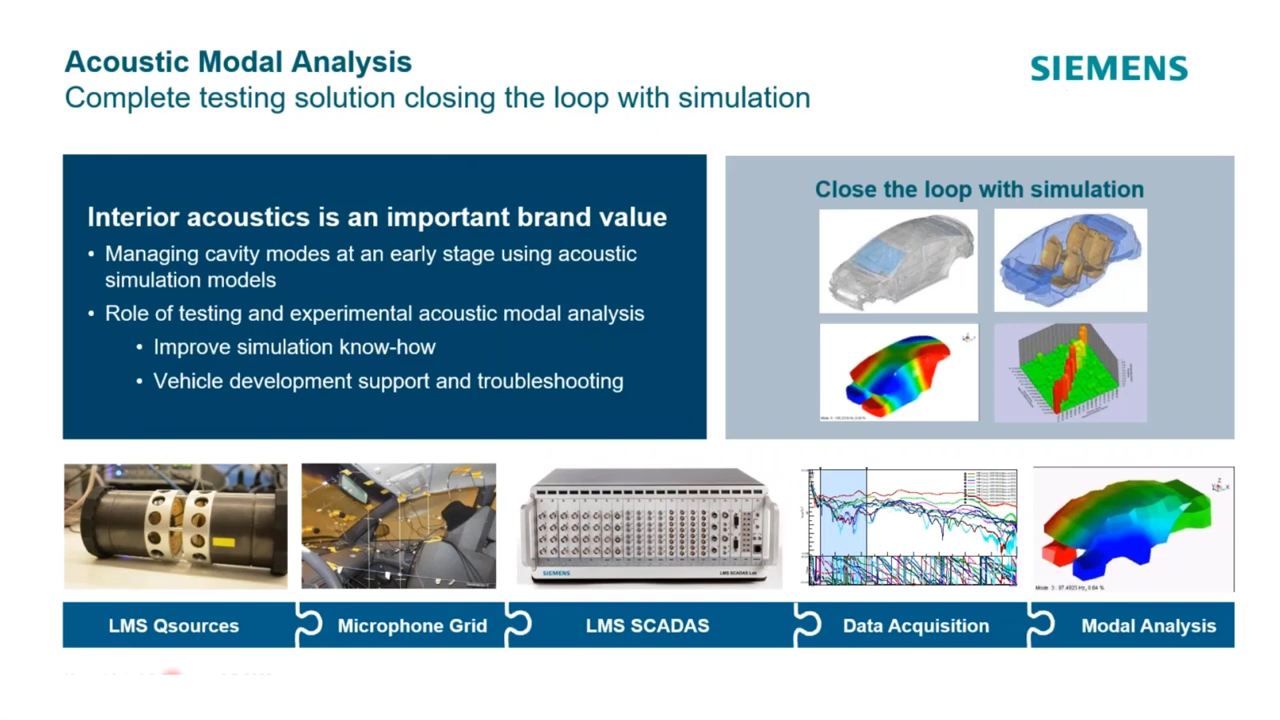 Acoustic Modal Analysis
Complete testing solution closing the loop with simulation
SIEMENS
Interior acoustics is an important brand value
• Managing cavity modes at an early stage using acoustic
simulation models
• Role of testing and experimental acoustic modal analysis
• Improve simulation know-how
• Vehicle development support and troubleshooting
Close the loop with simulation
SIEMENS
LMS SCADAS Lab
LMS Qsources
Microphone Grid
LMS SCADAS
Data Acquisition
Modal Analysis